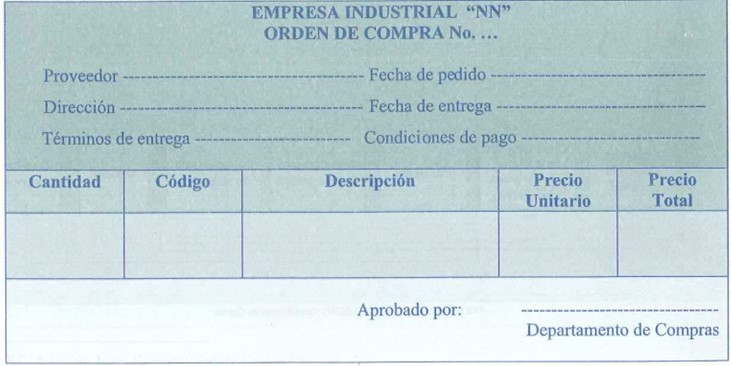 EMPRESA INDUSTRIAL “NN”
ORDEN DE COMPRA No. …
Proveedor ---------------------------------------- Fecha de pedido ------------------------------------
Dirección ---------------------------------------- Fecha de entrega -----------------------------------
Términos de entrega -------------------------- Condiciones de pago ------------------------------
Cantidad Código Descripción Precio Unitario Precio Total
Aprobado por: ---------------------------------
Departamento de Compras